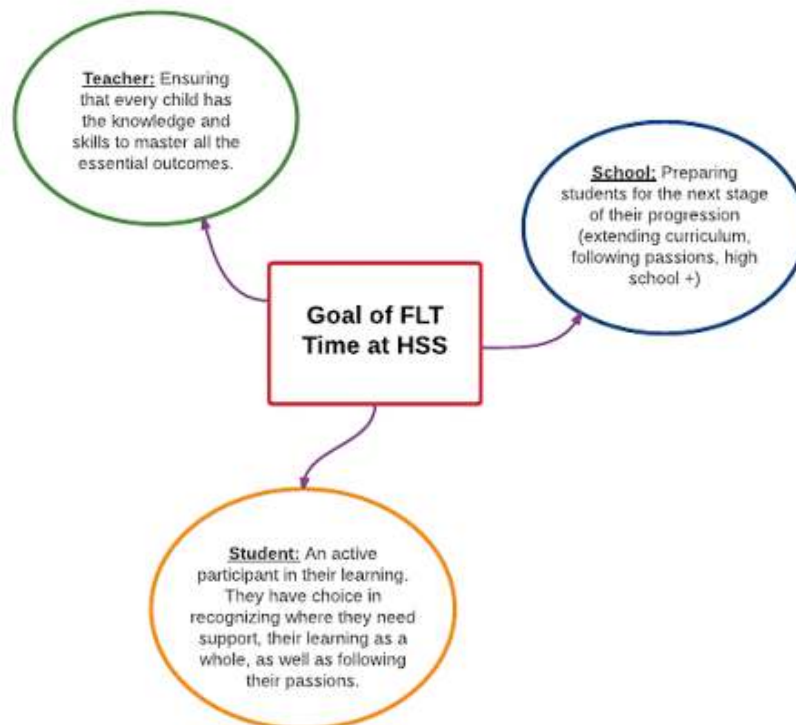 Teacher: Ensuring
that every child has
the knowledge and
skills to master all the
essential outcomes.
School: Preparing
students for the next stage
of their progression
(extending curriculum,
following passions, high
school +)
Goal of FLT
Time at HSS
Student: An active
participant in their learning.
They have choice in
recognizing where they need
support, their learning as a
whole, as well as following
their passions.